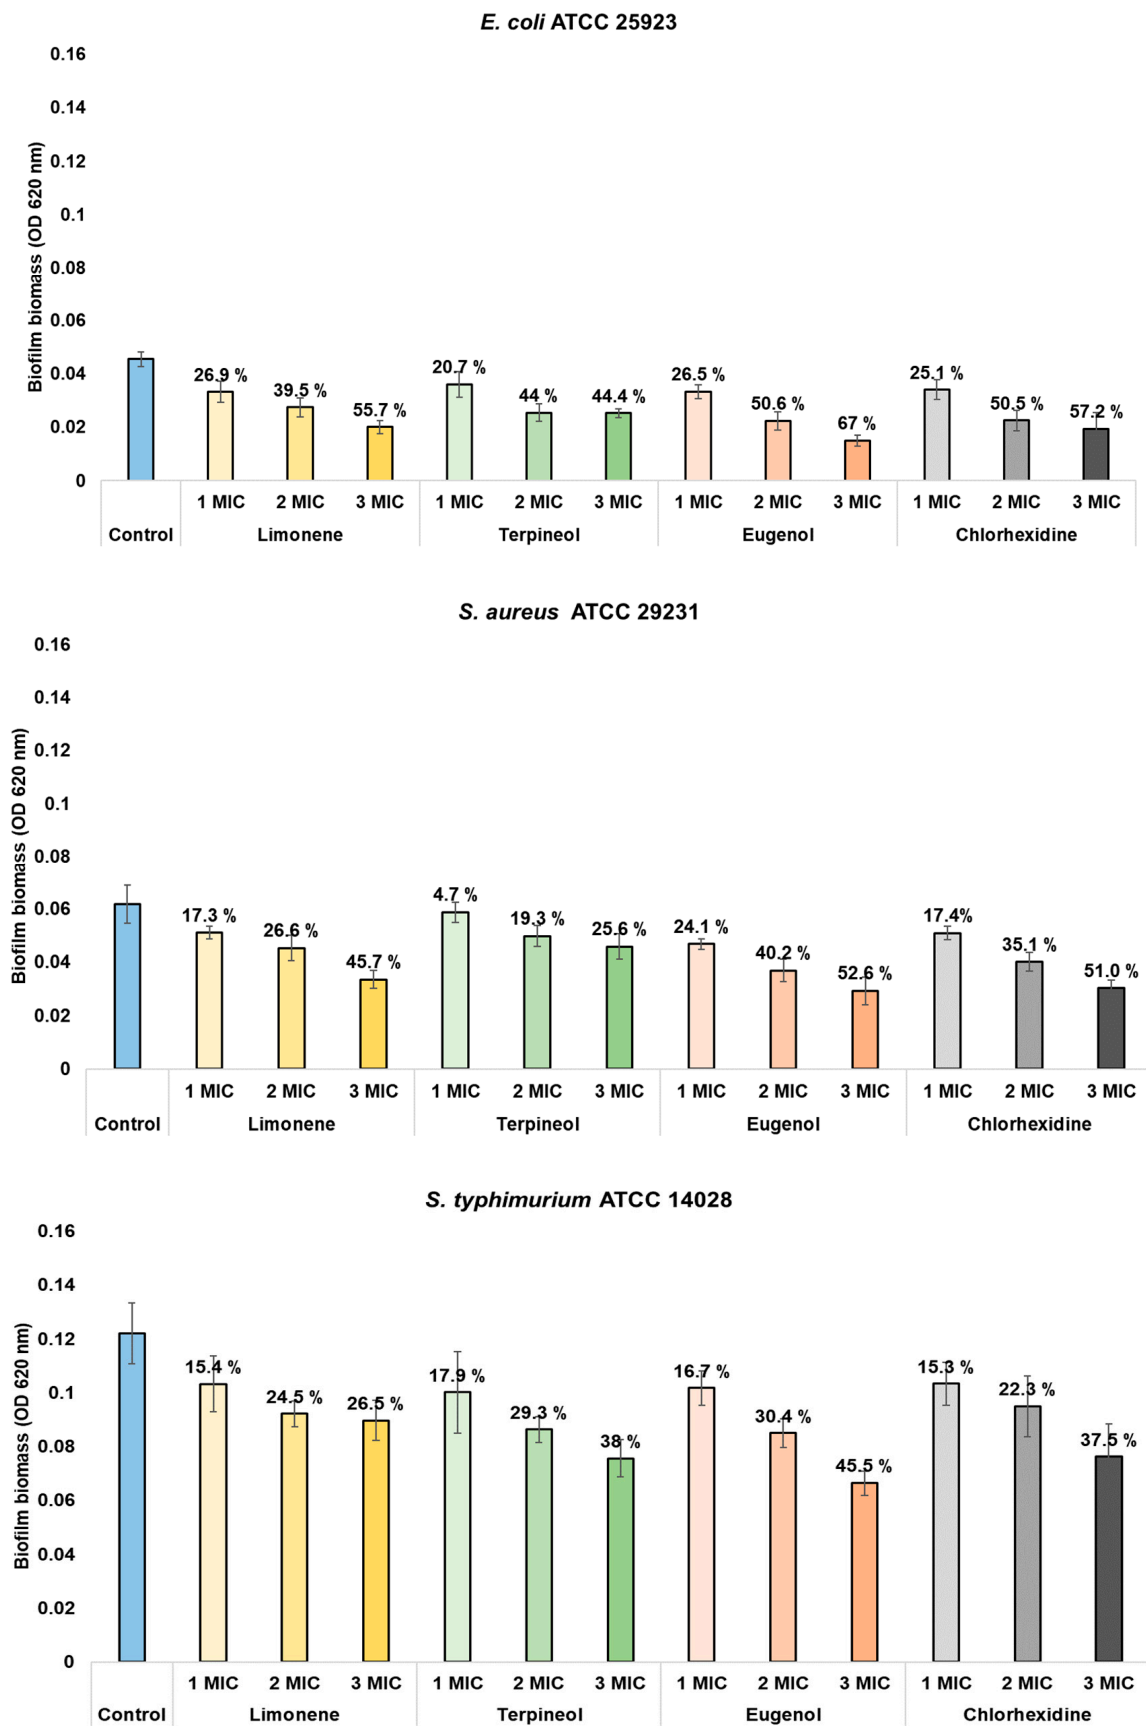 E. coli ATCC 25923
Biofilm biomass (OD 620 nm)
0.16
0.14
0.12
0.1
0.08
0.06
0.04
0.02
0
26.9 % 39.5 % 55.7 % 20.7 % 44 % 44.4 % 26.5 % 50.6 % 67 % 25.1 % 50.5 % 57.2 %
1 MIC 2 MIC 3 MIC 1 MIC 2 MIC 3 MIC 1 MIC 2 MIC 3 MIC 1 MIC 2 MIC 3 MIC
Control Limonene Terpineol Eugenol Chlorhexidine
S. aureus ATCC 29231
Biofilm biomass (OD 620 nm)
0.16
0.14
0.12
0.1
0.08
0.06
0.04
0.02
0
17.3 % 26.6 % 45.7 % 4.7 % 19.3 % 25.6 % 24.1 % 40.2 % 52.6 % 17.4% 35.1 % 51.0 %
1 MIC 2 MIC 3 MIC 1 MIC 2 MIC 3 MIC 1 MIC 2 MIC 3 MIC 1 MIC 2 MIC 3 MIC
Control Limonene Terpineol Eugenol Chlorhexidine
S. typhimurium ATCC 14028
Biofilm biomass (OD 620 nm)
0.16
0.14
0.12
0.1
0.08
0.06
0.04
0.02
0
15.4 % 24.5 % 26.5 % 17.9 % 29.3 % 38 % 16.7 % 30.4 % 45.5 % 15.3 % 22.3 % 37.5 %
1 MIC 2 MIC 3 MIC 1 MIC 2 MIC 3 MIC 1 MIC 2 MIC 3 MIC 1 MIC 2 MIC 3 MIC
Control Limonene Terpineol Eugenol Chlorhexidine